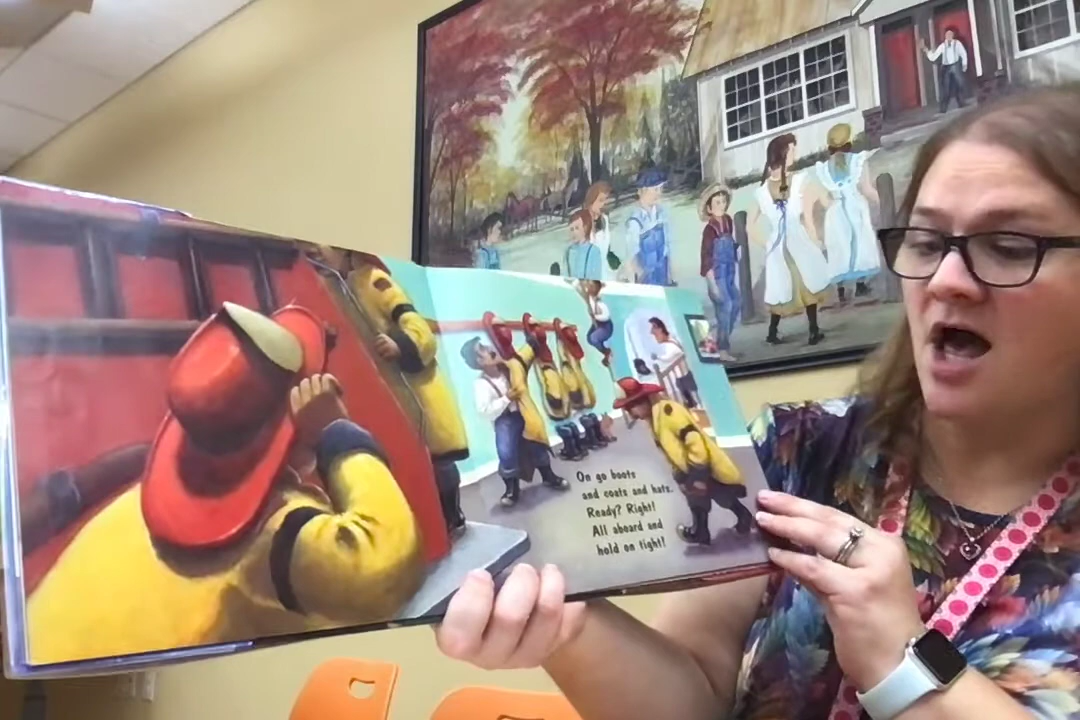 On go boots
and coats and hats.
Ready? Right!
All aboard and
hold on tight!